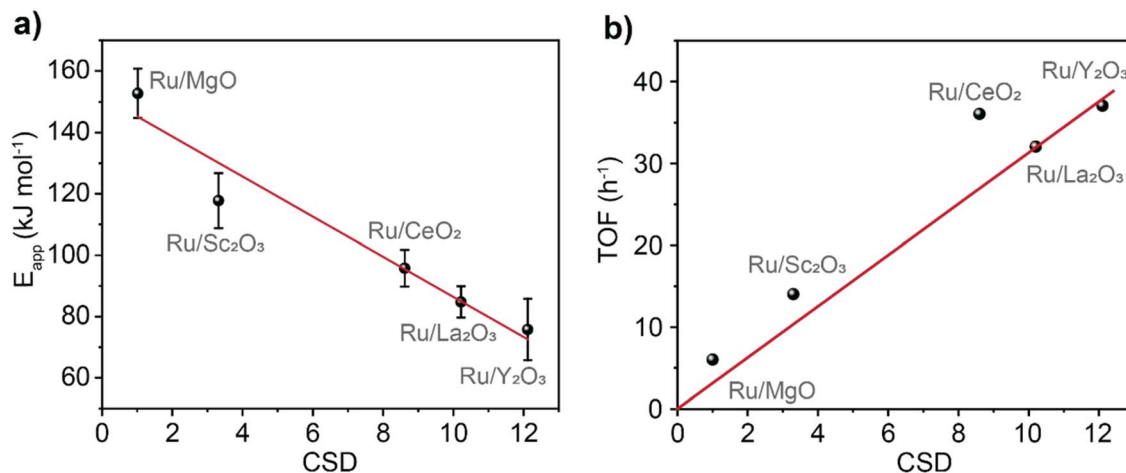 a)
E_app (kJ mol⁻¹)
160
140
120
100
80
60
Ru/MgO
Ru/Sc₂O₃
Ru/CeO₂
Ru/La₂O₃
Ru/Y₂O₃
0 2 4 6 8 10 12
CSD
b)
TOF (h⁻¹)
40
30
20
10
0
Ru/Y₂O₃
Ru/CeO₂
Ru/La₂O₃
Ru/Sc₂O₃
Ru/MgO
0 2 4 6 8 10 12
CSD